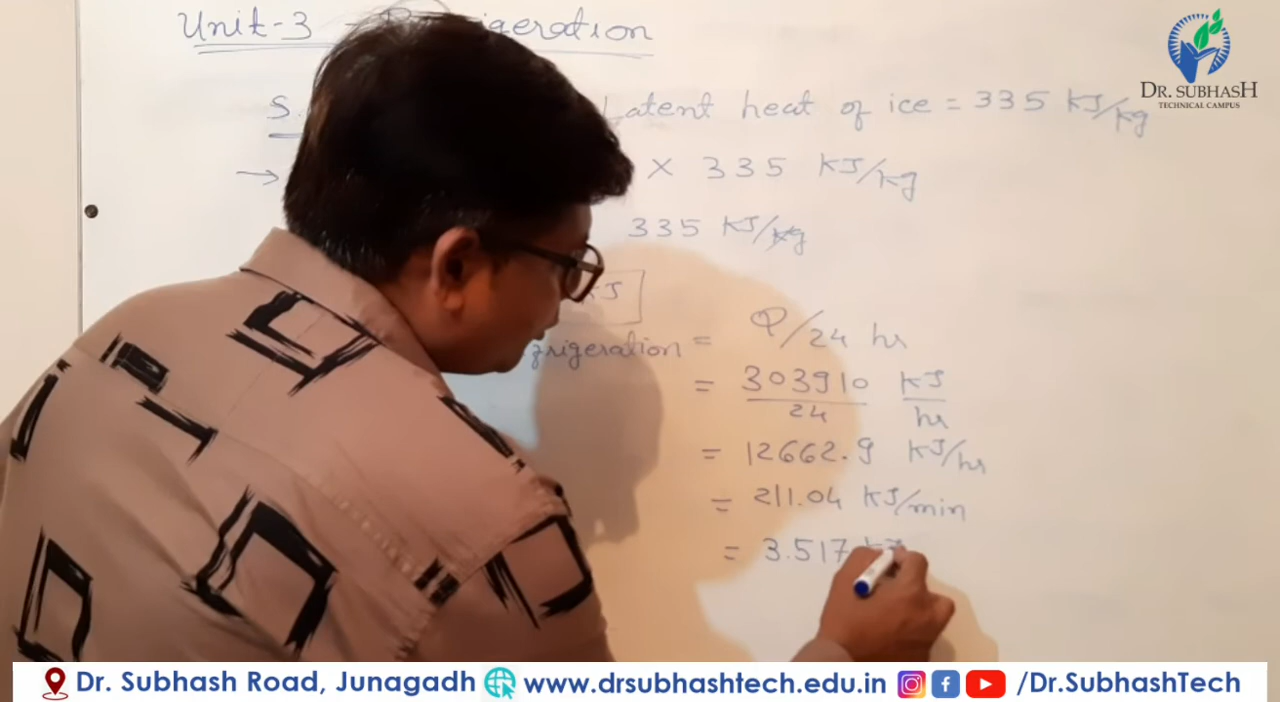 Unit-3 Refrigeration
S. Latent heat of ice = 335 KJ/kg
→ X 335 KJ/kg
335 KJ/kg
KJ
frigeration = Q/24 hr
= 303910/24 KJ/hr
= 12662.9 KJ/hr
= 211.04 KJ/min
= 3.517 KJ
DR. SUBHASH
TECHNICAL CAMPUS
Dr. Subhash Road, Junagadh www.drsubhashtech.edu.in /Dr.SubhashTech